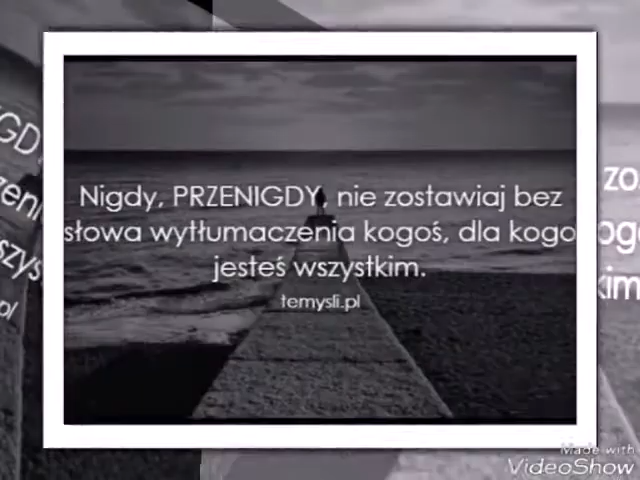 Nigdy, PRZENIGDY, nie zostawiaj bez
słowa wytłumaczenia kogoś, dla kogo
jesteś wszystkim.
temysli.pl
Made with
VideoShow